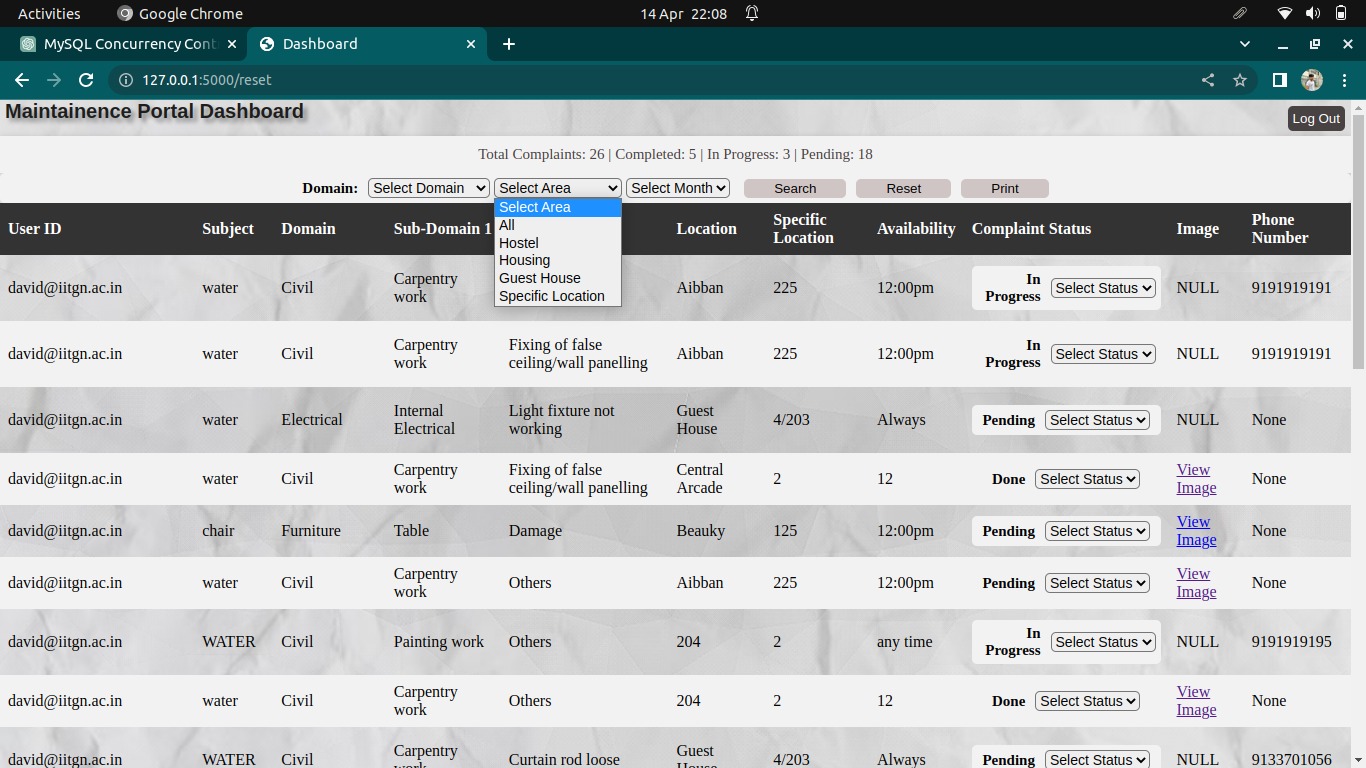 Activities Google Chrome 14 Apr 22:08
MySQL Concurrency Cont Dashboard
127.0.0.1:5000/reset
Maintainence Portal Dashboard
Log Out
Total Complaints: 26 | Completed: 5 | In Progress: 3 | Pending: 18
Domain: Select Domain Select Area Select Month Search Reset Print
Select Area
All
Hostel
Housing
Guest House
Specific Location
User ID Subject Domain Sub-Domain 1 Location Specific Location Availability Complaint Status Image Phone Number
david@iitgn.ac.in water Civil Carpentry work Aibban 225 12:00pm In Progress Select Status NULL 9191919191
david@iitgn.ac.in water Civil Carpentry work Fixing of false ceiling/wall panelling Aibban 225 12:00pm In Progress Select Status NULL 9191919191
david@iitgn.ac.in water Electrical Internal Electrical Light fixture not working Guest House 4/203 Always Pending Select Status NULL None
david@iitgn.ac.in water Civil Carpentry work Fixing of false ceiling/wall panelling Central Arcade 2 12 Done Select Status View Image None
david@iitgn.ac.in chair Furniture Table Damage Beauky 125 12:00pm Pending Select Status View Image None
david@iitgn.ac.in water Civil Carpentry work Others Aibban 225 12:00pm Pending Select Status View Image None
david@iitgn.ac.in WATER Civil Painting work Others 204 2 any time In Progress Select Status NULL 9191919195
david@iitgn.ac.in water Civil Carpentry work Others 204 2 12 Done Select Status View Image None
david@iitgn.ac.in WATER Civil Carpentry work Curtain rod loose Guest House 4/203 Always Pending Select Status NULL 9133701056